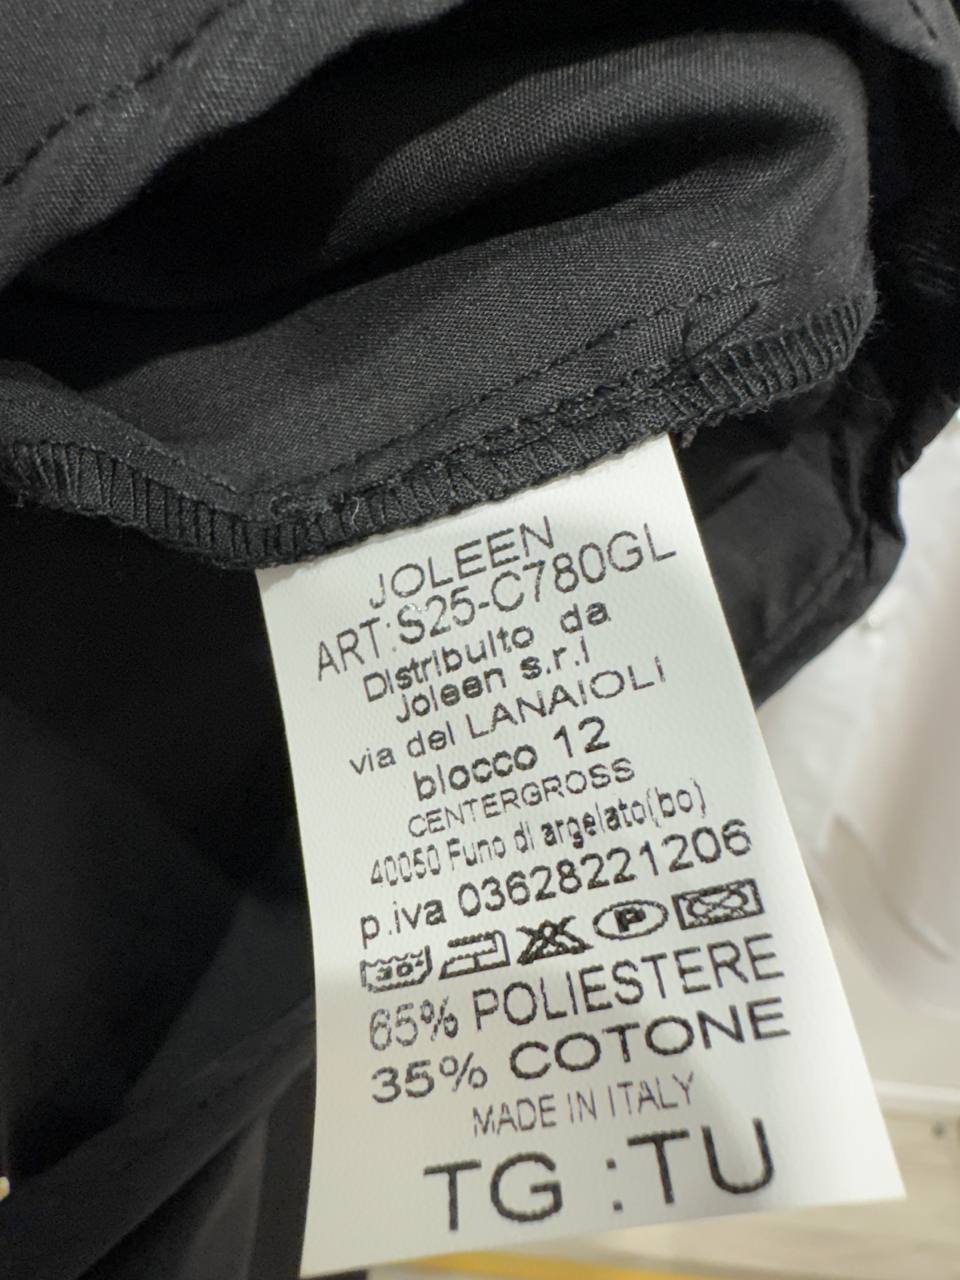 JOLEEN
ART:S25-C780GL
Distribuito da
Joleen s.r.l
via del LANAIOLI
blocco 12
CENTERGROSS
40050 Funo di argelato(bo)
p.iva 03628221206
30 P
65% POLIESTERE
35% COTONE
MADE IN ITALY
TG :TU